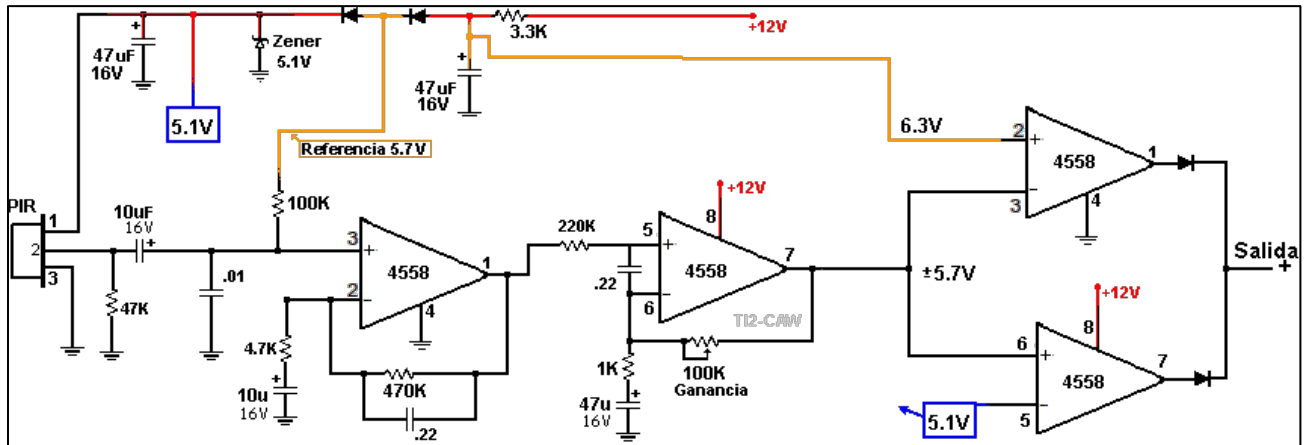 47uF
16V
+
Zener
5.1V
5.1V
3.3K
+12V
+
47uF
16V
Referencia 5.7V
6.3V
2
+
4558
1
-
3
4
PIR
1
2
3
10uF
16V
+
47K
.01
100K
3
+
4558
1
2
-
4
4.7K
+
10u
16V
470K
.22
220K
+12V
8
5
+
.22
4558
7
-
6
TI2-CAW
1K
100K
Ganancia
+
47u
16V
±5.7V
Salida
+
+12V
8
6
+
4558
7
-
5
5.1V